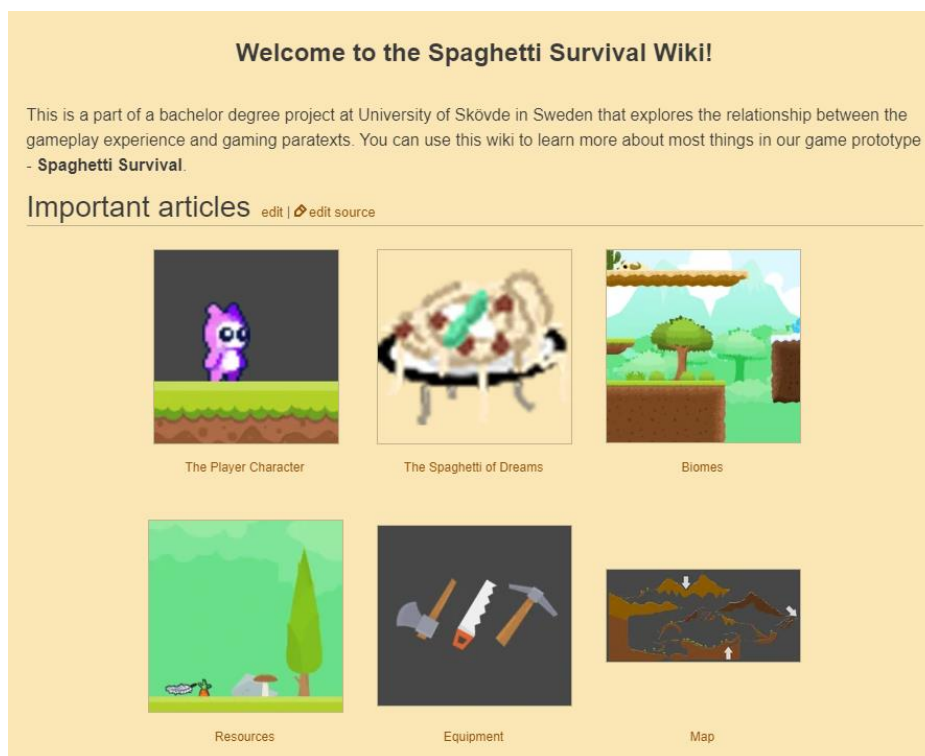 Welcome to the Spaghetti Survival Wiki!
This is a part of a bachelor degree project at University of Skövde in Sweden that explores the relationship between the
gameplay experience and gaming paratexts. You can use this wiki to learn more about most things in our game prototype
- Spaghetti Survival.
Important articles edit | edit source
The Player Character The Spaghetti of Dreams Biomes
Resources Equipment Map